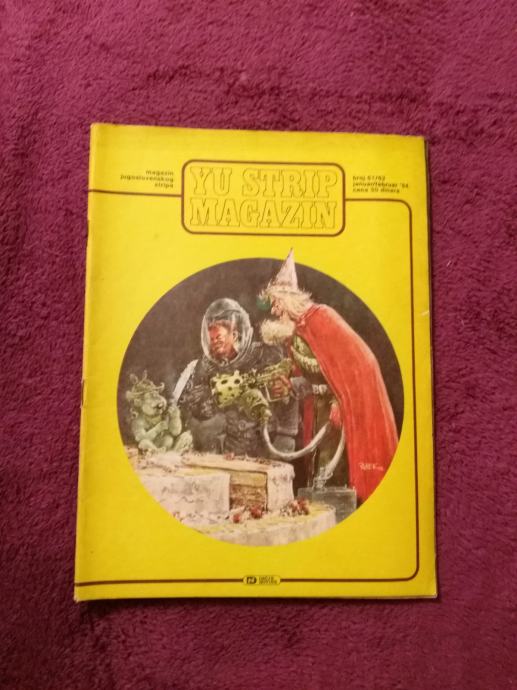 magazin
jugoslovenskog
stripa
YU STRIP
MAGAZIN
broj 61/62
januar/februar '84
cena 50 dinara